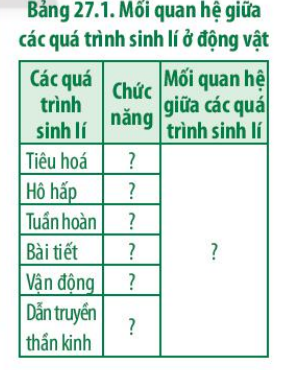 Bảng 27.1. Mối quan hệ giữa
các quá trình sinh lí ở động vật
Các quá
trình
sinh lí
Chức
năng
Mối quan hệ
giữa các quá
trình sinh lí
Tiêu hoá
?
Hô hấp
?
Tuần hoàn
?
Bài tiết
?
?
Vận động
?
Dẫn truyền
thần kinh
?